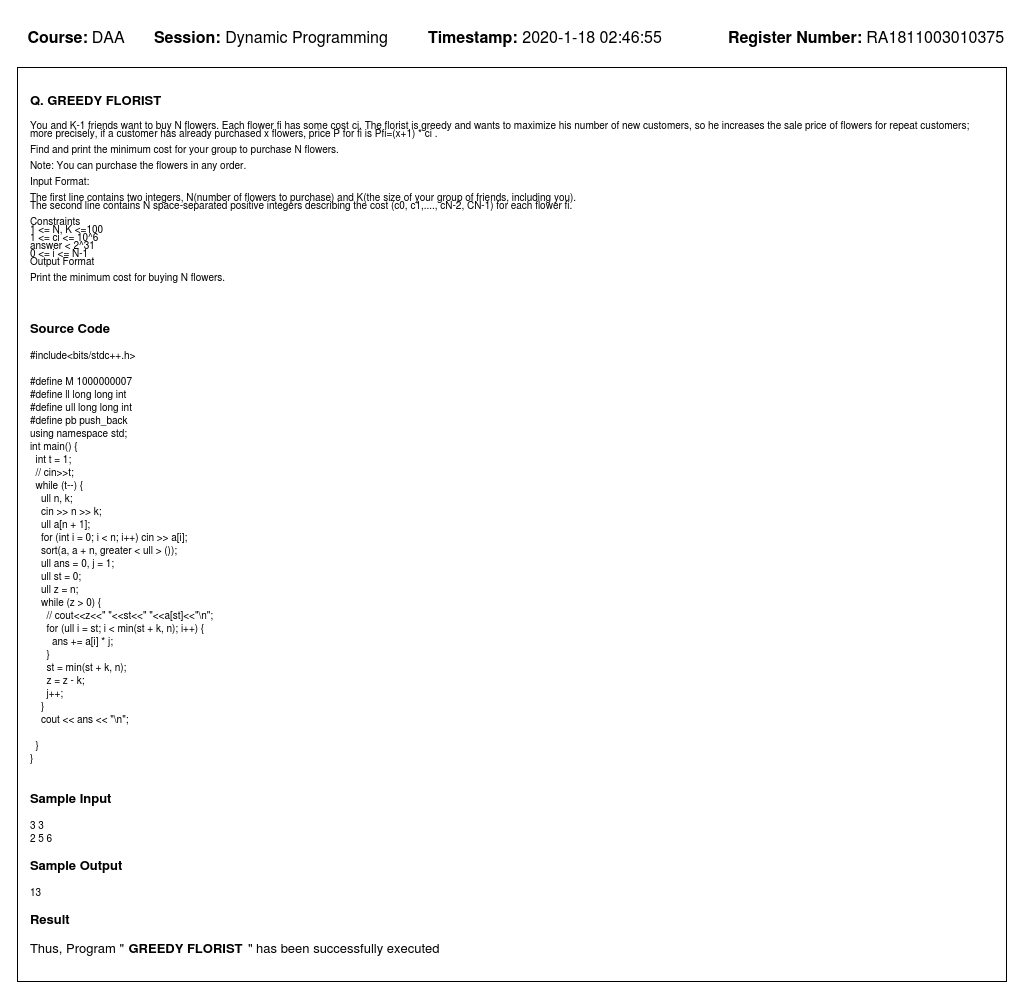 Course: DAA Session: Dynamic Programming Timestamp: 2020-1-18 02:46:55 Register Number: RA1811003010375
Q. GREEDY FLORIST
You and K-1 friends want to buy N flowers. Each flower fi has some cost ci. The florist is greedy and wants to maximize his number of new customers, so he increases the sale price of flowers for repeat customers;
more precisely, if a customer has already purchased x flowers, price P for fi is Pfi=(x+1) * ci .
Find and print the minimum cost for your group to purchase N flowers.
Note: You can purchase the flowers in any order.
Input Format:
The first line contains two integers, N(number of flowers to purchase) and K(the size of your group of friends, including you).
The second line contains N space-separated positive integers describing the cost (c0, c1,...., cN-2, CN-1) for each flower fi.
Constraints
1 <= N, K <=100
1 <= ci <= 10^6
answer < 2^31
0 <= i <= N-1
Output Format
Print the minimum cost for buying N flowers.
Source Code
#include<bits/stdc++.h>
#define M 1000000007
#define ll long long int
#define ull long long int
#define pb push_back
using namespace std;
int main() {
int t = 1;
// cin>>t;
while (t--) {
ull n, k;
cin >> n >> k;
ull a[n + 1];
for (int i = 0; i < n; i++) cin >> a[i];
sort(a, a + n, greater < ull > ());
ull ans = 0, j = 1;
ull st = 0;
ull z = n;
while (z > 0) {
// cout<<z<<" "<<st<<" "<<a[st]<<"\n";
for (ull i = st; i < min(st + k, n); i++) {
ans += a[i] * j;
}
st = min(st + k, n);
z = z - k;
j++;
}
cout << ans << "\n";
}
}
Sample Input
3 3
2 5 6
Sample Output
13
Result
Thus, Program " GREEDY FLORIST " has been successfully executed